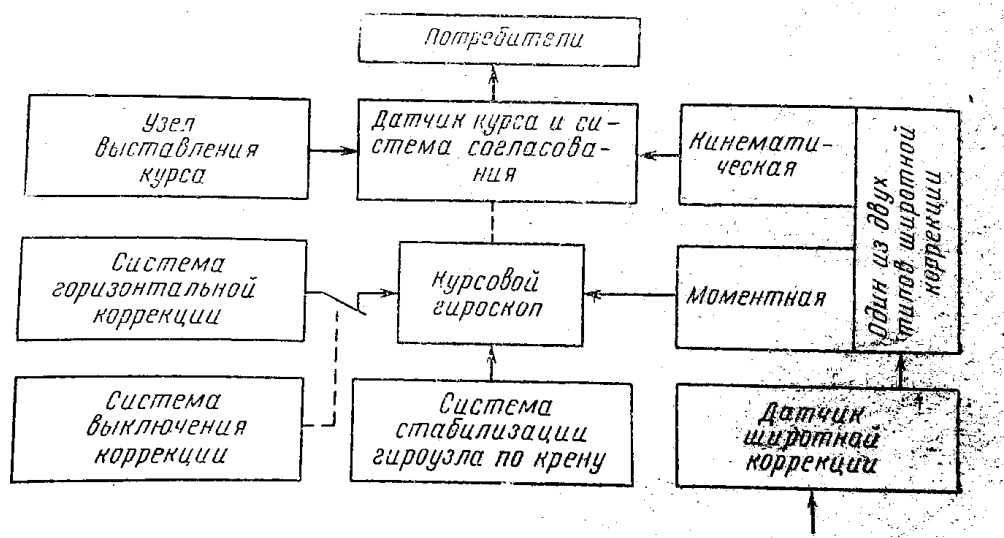 Потребители
Узел
выставления
курса
Датчик курса и си-
стема согласова-
ния
Кинемати-
ческая
Один из двух
типов широтной
коррекции
Система
горизонтальной
коррекции
Курсовой
гироскоп
Моментная
Система
выключения
коррекции
Система
стабилизации
гироузла по крену
Датчик
широтной
коррекции